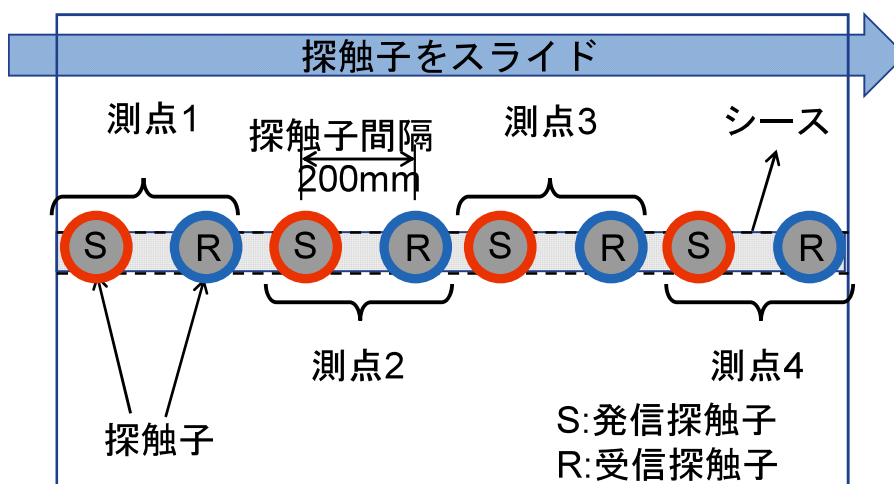 探触子をスライド
測点1
探触子間隔
200mm
測点3
シース
S
R
S
R
S
R
S
R
測点2
測点4
探触子
S:発信探触子
R:受信探触子